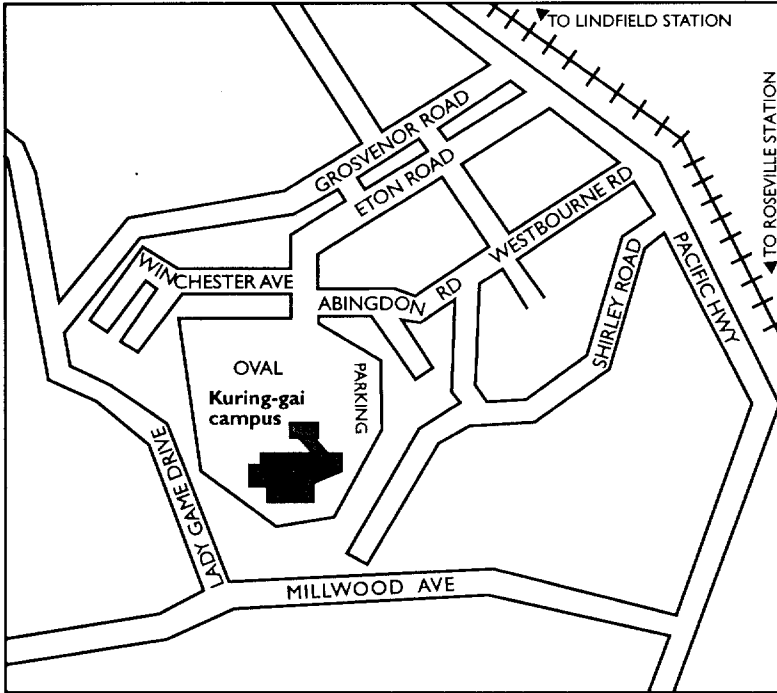 TO LINDFIELD STATION
TO ROSEVILLE STATION
GROSVENOR ROAD
ETON ROAD
WESTBOURNE RD
WINCHESTER AVE
ABINGDON RD
PACIFIC HWY
SHIRLEY ROAD
OVAL
PARKING
Kuring-gai
campus
LADY GAME DRIVE
MILLWOOD AVE